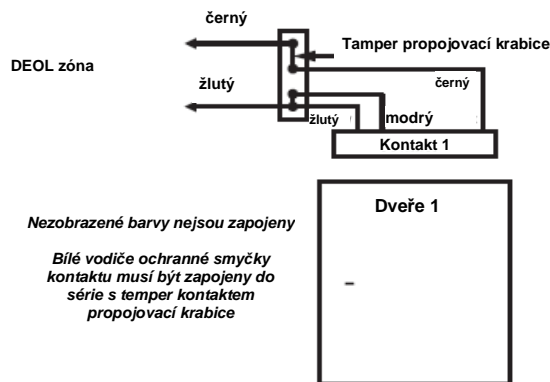 černý
Tamper propojovací krabice
DEOL zóna
černý
žlutý
žlutý
modrý
Kontakt 1
Dveře 1
Nezobrazené barvy nejsou zapojeny
Bílé vodiče ochranné smyčky
kontaktu musí být zapojeny do
série s temper kontaktem
propojovací krabice